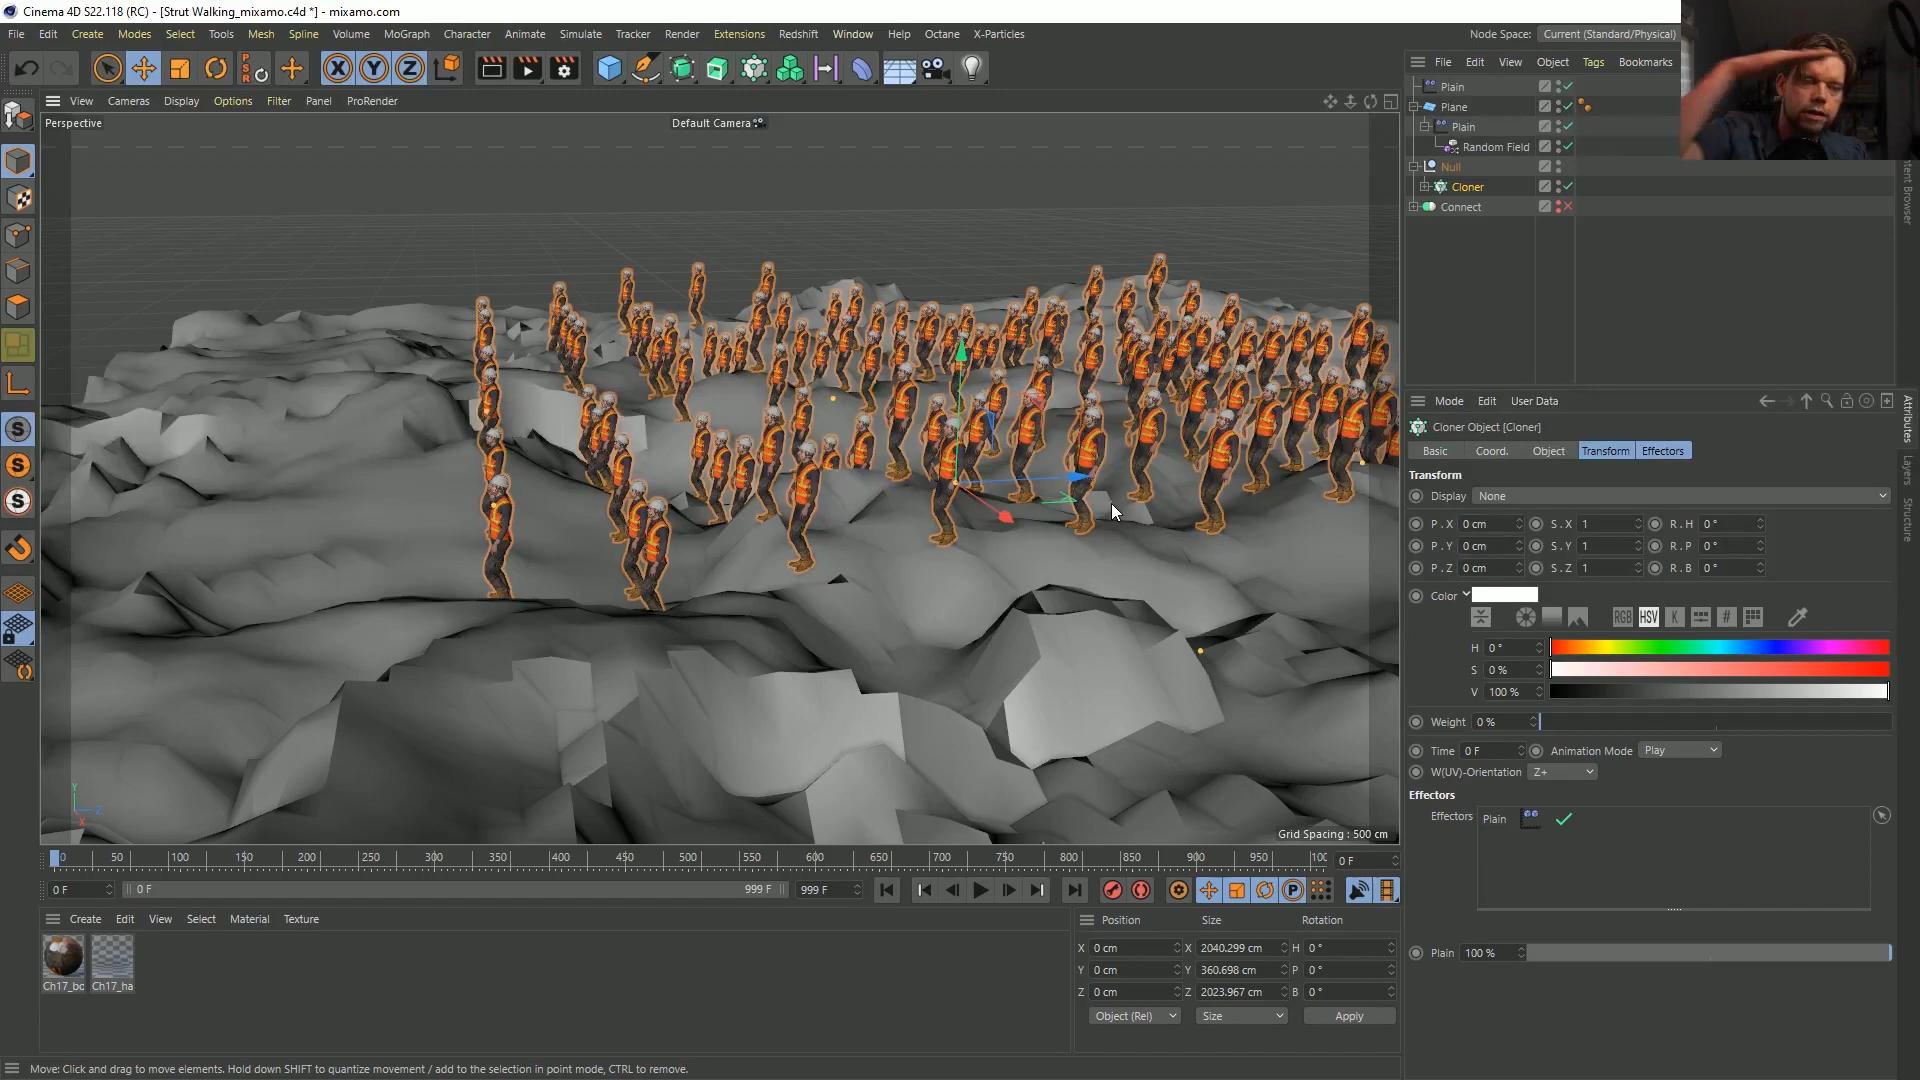 Cinema 4D S22.118 (RC) - [Strut Walking_mixamo.c4d *] - mixamo.com
File Edit Create Modes Select Tools Mesh Spline Volume MoGraph Character Animate Simulate Tracker Render Extensions Redshift Window Help Octane X-Particles
Node Space: Current (Standard/Physical)
PSR X Y Z
File Edit View Object Tags Bookmarks
View Cameras Display Options Filter Panel ProRender
Perspective
Default Camera
Plain
Plane
Plain
Random Field
Null
Cloner
Connect
Attributes
Layers
Structure
Mode Edit User Data
Cloner Object [Cloner]
Basic Coord. Object Transform Effectors
Transform
Display None
P . X 0 cm S . X 1 R . H 0 °
P . Y 0 cm S . Y 1 R . P 0 °
P . Z 0 cm S . Z 1 R . B 0 °
Color
RGB HSV K #
H 0 °
S 0 %
V 100 %
Weight 0 %
Time 0 F Animation Mode Play
W(UV)-Orientation Z+
Effectors
Effectors Plain
Plain 100 %
S
S
S
Y
Z
X
Grid Spacing : 500 cm
0 50 100 150 200 250 300 350 400 450 500 550 600 650 700 750 800 850 900 950 100 0 F
0 F 0 F 999 F 999 F P
Create Edit View Select Material Texture
Ch17_bo Ch17_ha
Position Size Rotation
X 0 cm X 2040.299 cm H 0 °
Y 0 cm Y 360.698 cm P 0 °
Z 0 cm Z 2023.967 cm B 0 °
Object (Rel) Size Apply
Move: Click and drag to move elements. Hold down SHIFT to quantize movement / add to the selection in point mode, CTRL to remove.